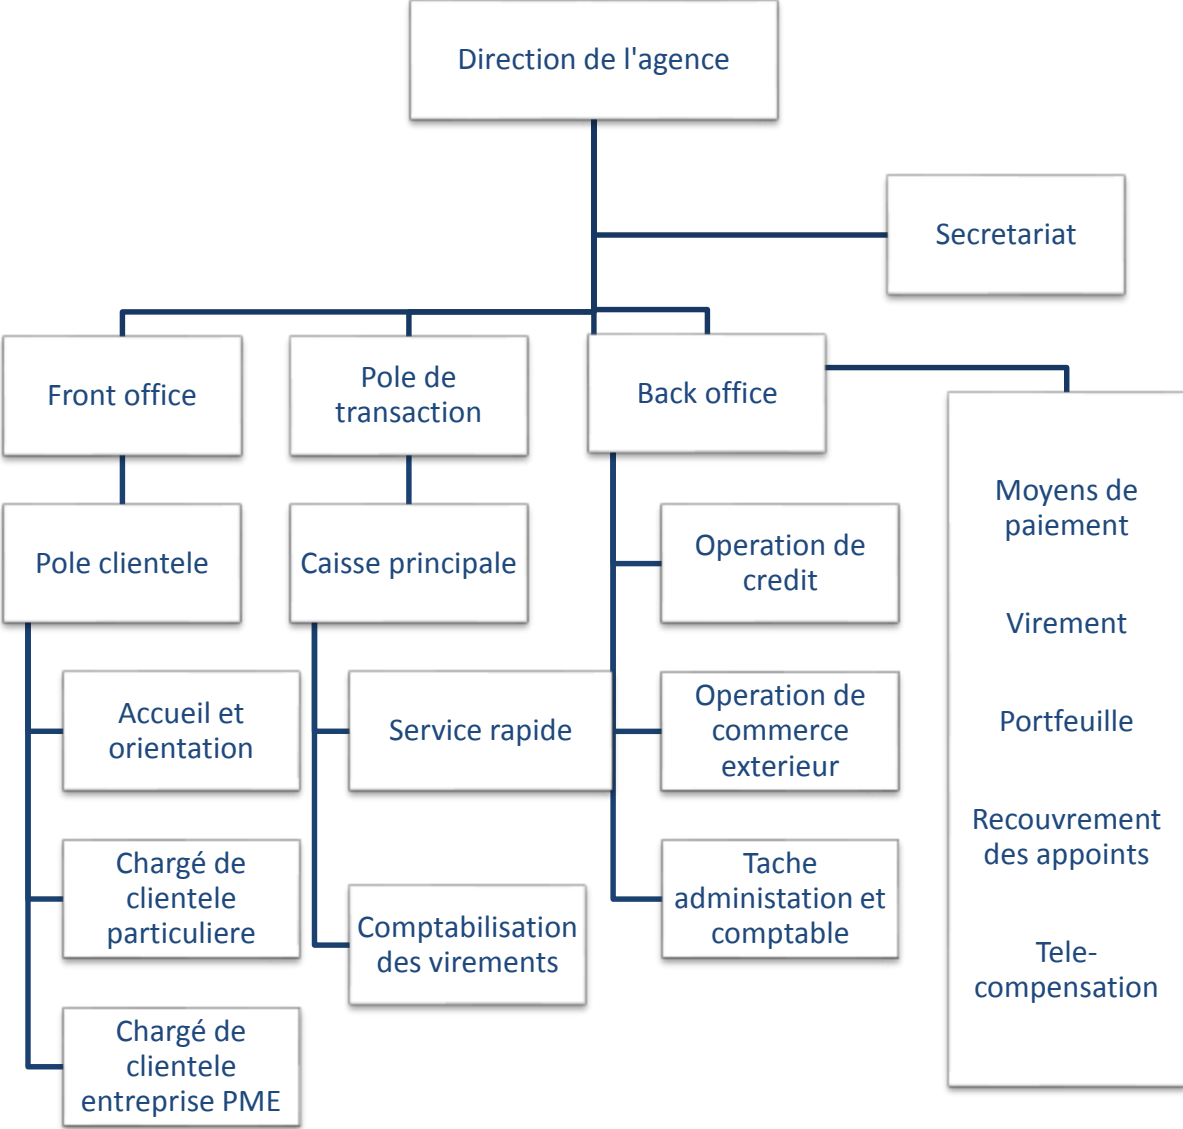 Direction de l'agence
Secretariat
Front office
Pole de
transaction
Back office
Pole clientele
Caisse principale
Operation de
credit
Accueil et
orientation
Service rapide
Operation de
commerce
exterieur
Chargé de
clientele
particuliere
Comptabilisation
des virements
Tache
administation et
comptable
Chargé de
clientele
entreprise PME
Moyens de
paiement
Virement
Portfeuille
Recouvrement
des appoints
Tele-
compensation